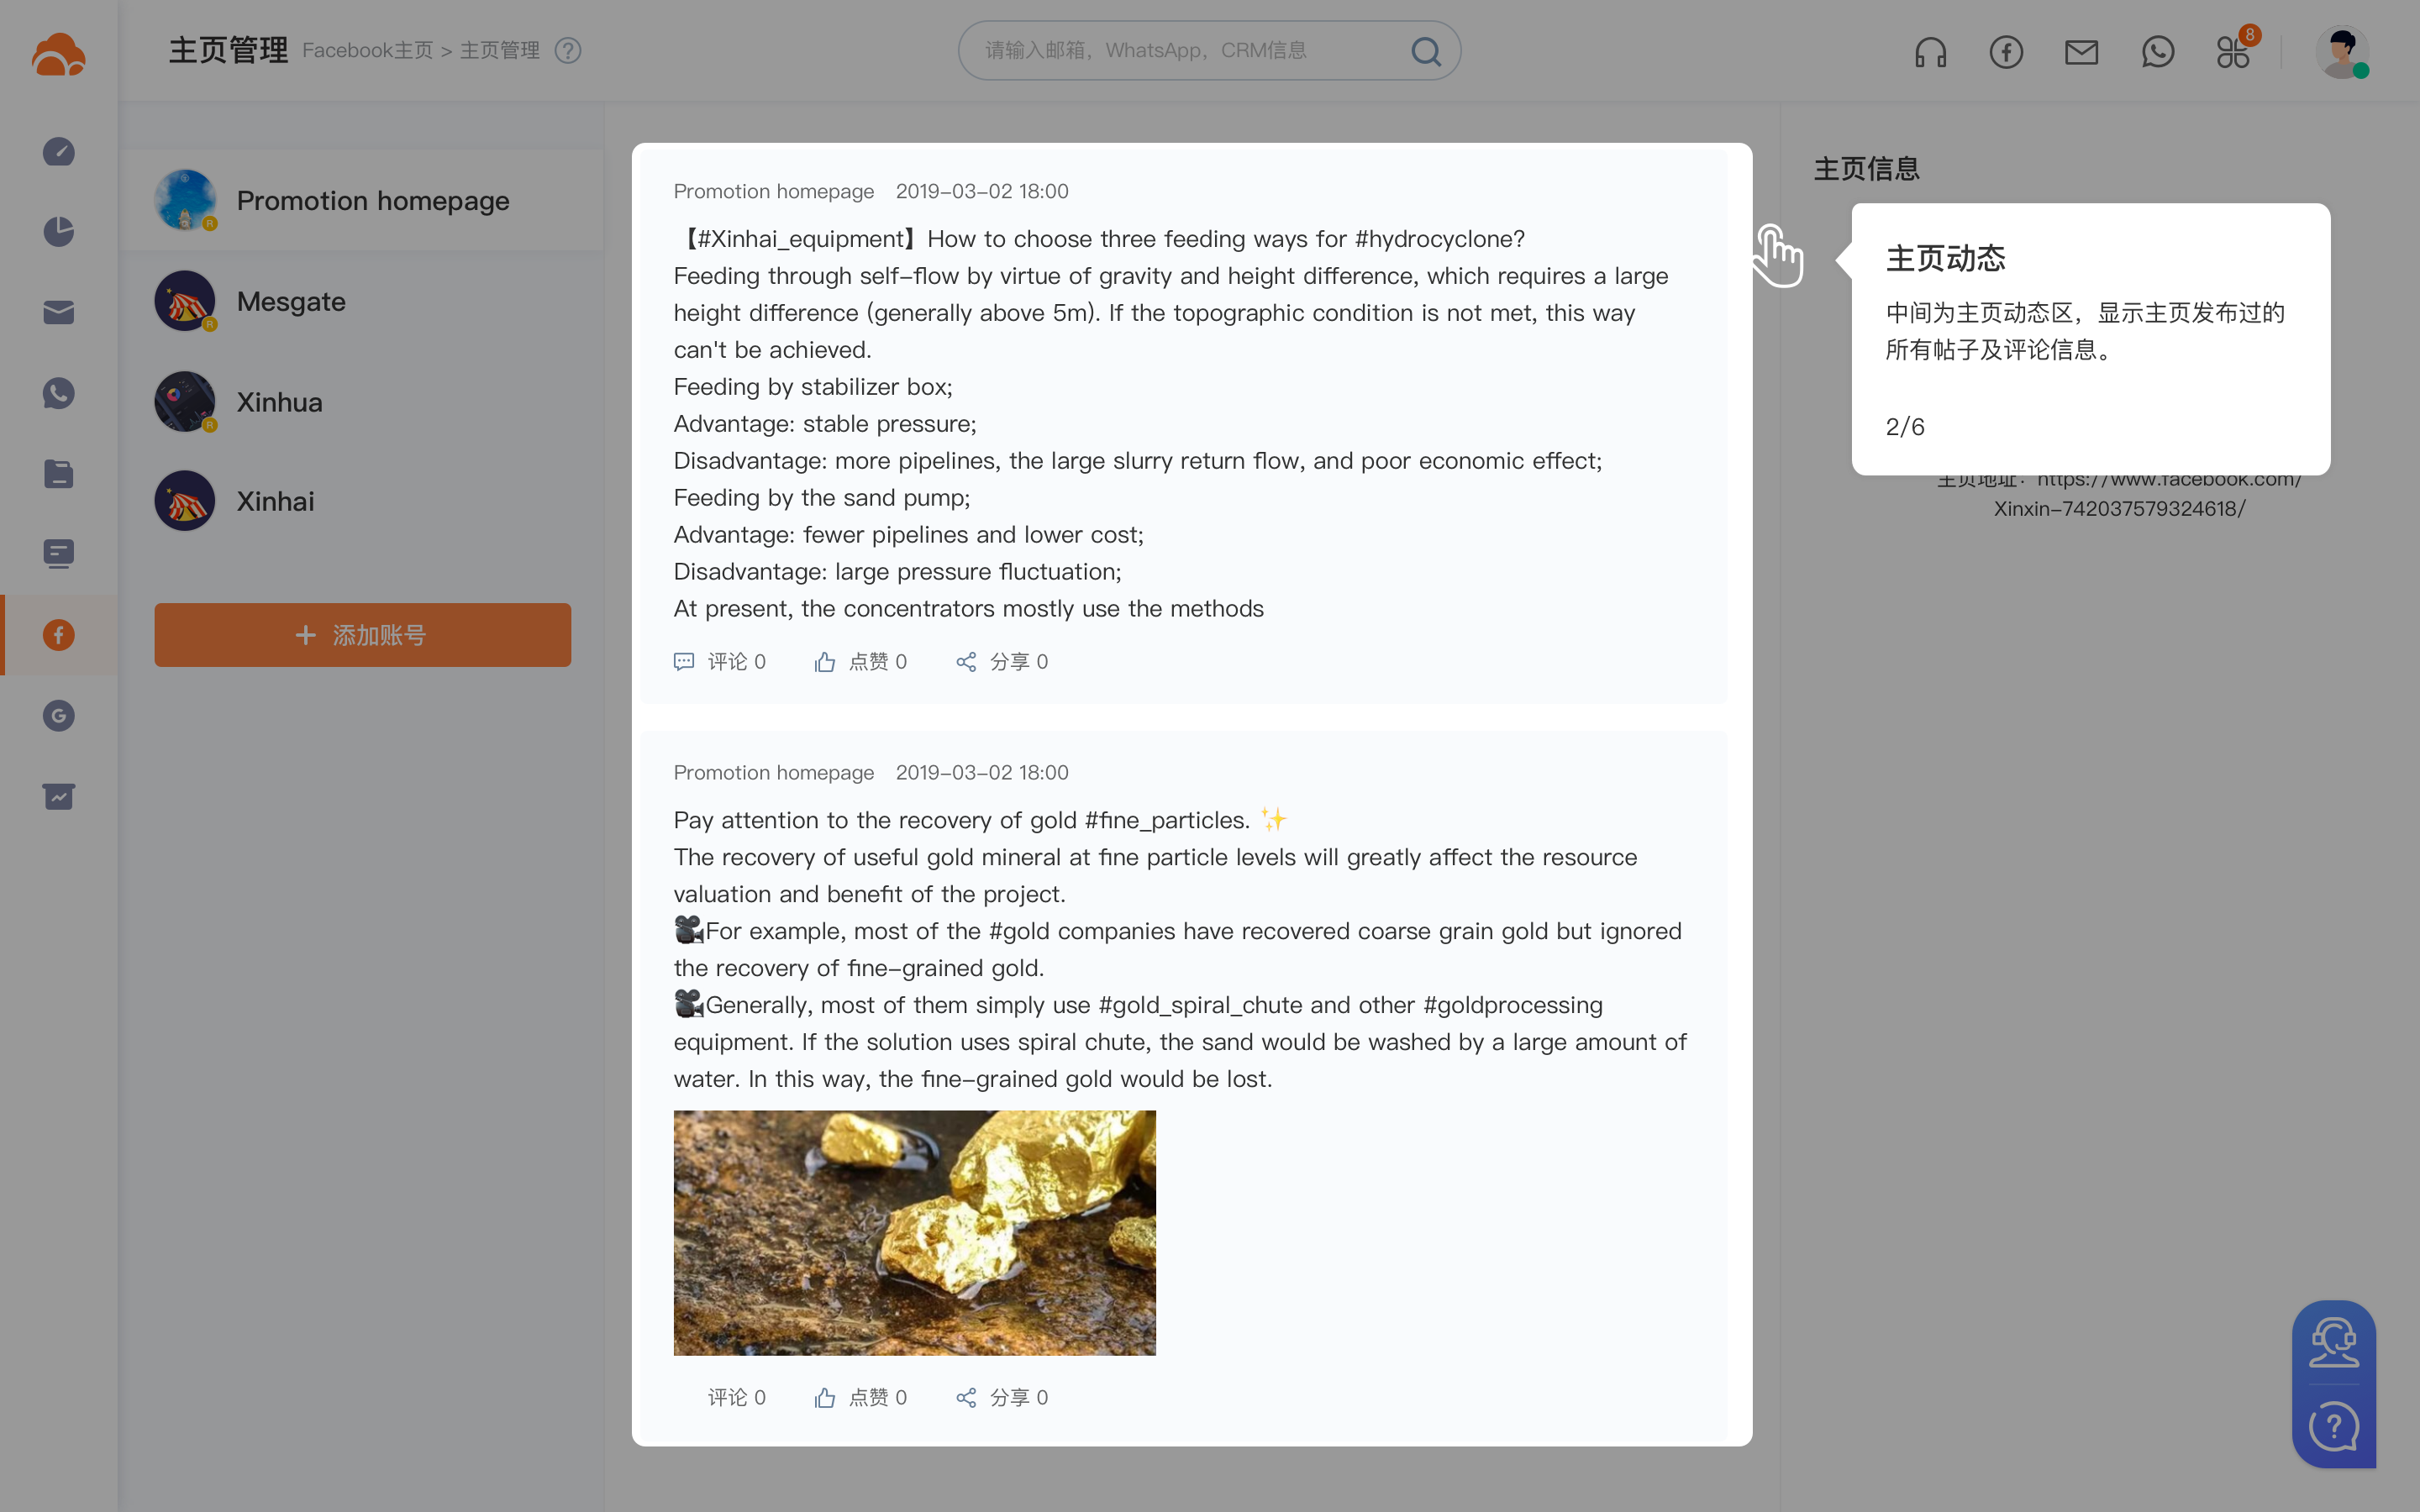 主页管理 Facebook主页 > 主页管理 ?
请输入邮箱，WhatsApp，CRM信息
8
Promotion homepage
R
Mesgate
R
Xinhua
R
Xinhai
+ 添加账号
Promotion homepage 2019-03-02 18:00
【#Xinhai_equipment】How to choose three feeding ways for #hydrocyclone?
Feeding through self-flow by virtue of gravity and height difference, which requires a large
height difference (generally above 5m). If the topographic condition is not met, this way
can't be achieved.
Feeding by stabilizer box;
Advantage: stable pressure;
Disadvantage: more pipelines, the large slurry return flow, and poor economic effect;
Feeding by the sand pump;
Advantage: fewer pipelines and lower cost;
Disadvantage: large pressure fluctuation;
At present, the concentrators mostly use the methods
评论 0 点赞 0 分享 0
Promotion homepage 2019-03-02 18:00
Pay attention to the recovery of gold #fine_particles. ✨
The recovery of useful gold mineral at fine particle levels will greatly affect the resource
valuation and benefit of the project.
🎥For example, most of the #gold companies have recovered coarse grain gold but ignored
the recovery of fine-grained gold.
🎥Generally, most of them simply use #gold_spiral_chute and other #goldprocessing
equipment. If the solution uses spiral chute, the sand would be washed by a large amount of
water. In this way, the fine-grained gold would be lost.
评论 0 点赞 0 分享 0
主页信息
主页动态
中间为主页动态区，显示主页发布过的
所有帖子及评论信息。
2/6
主页地址：https://www.facebook.com/
Xinxin-742037579324618/